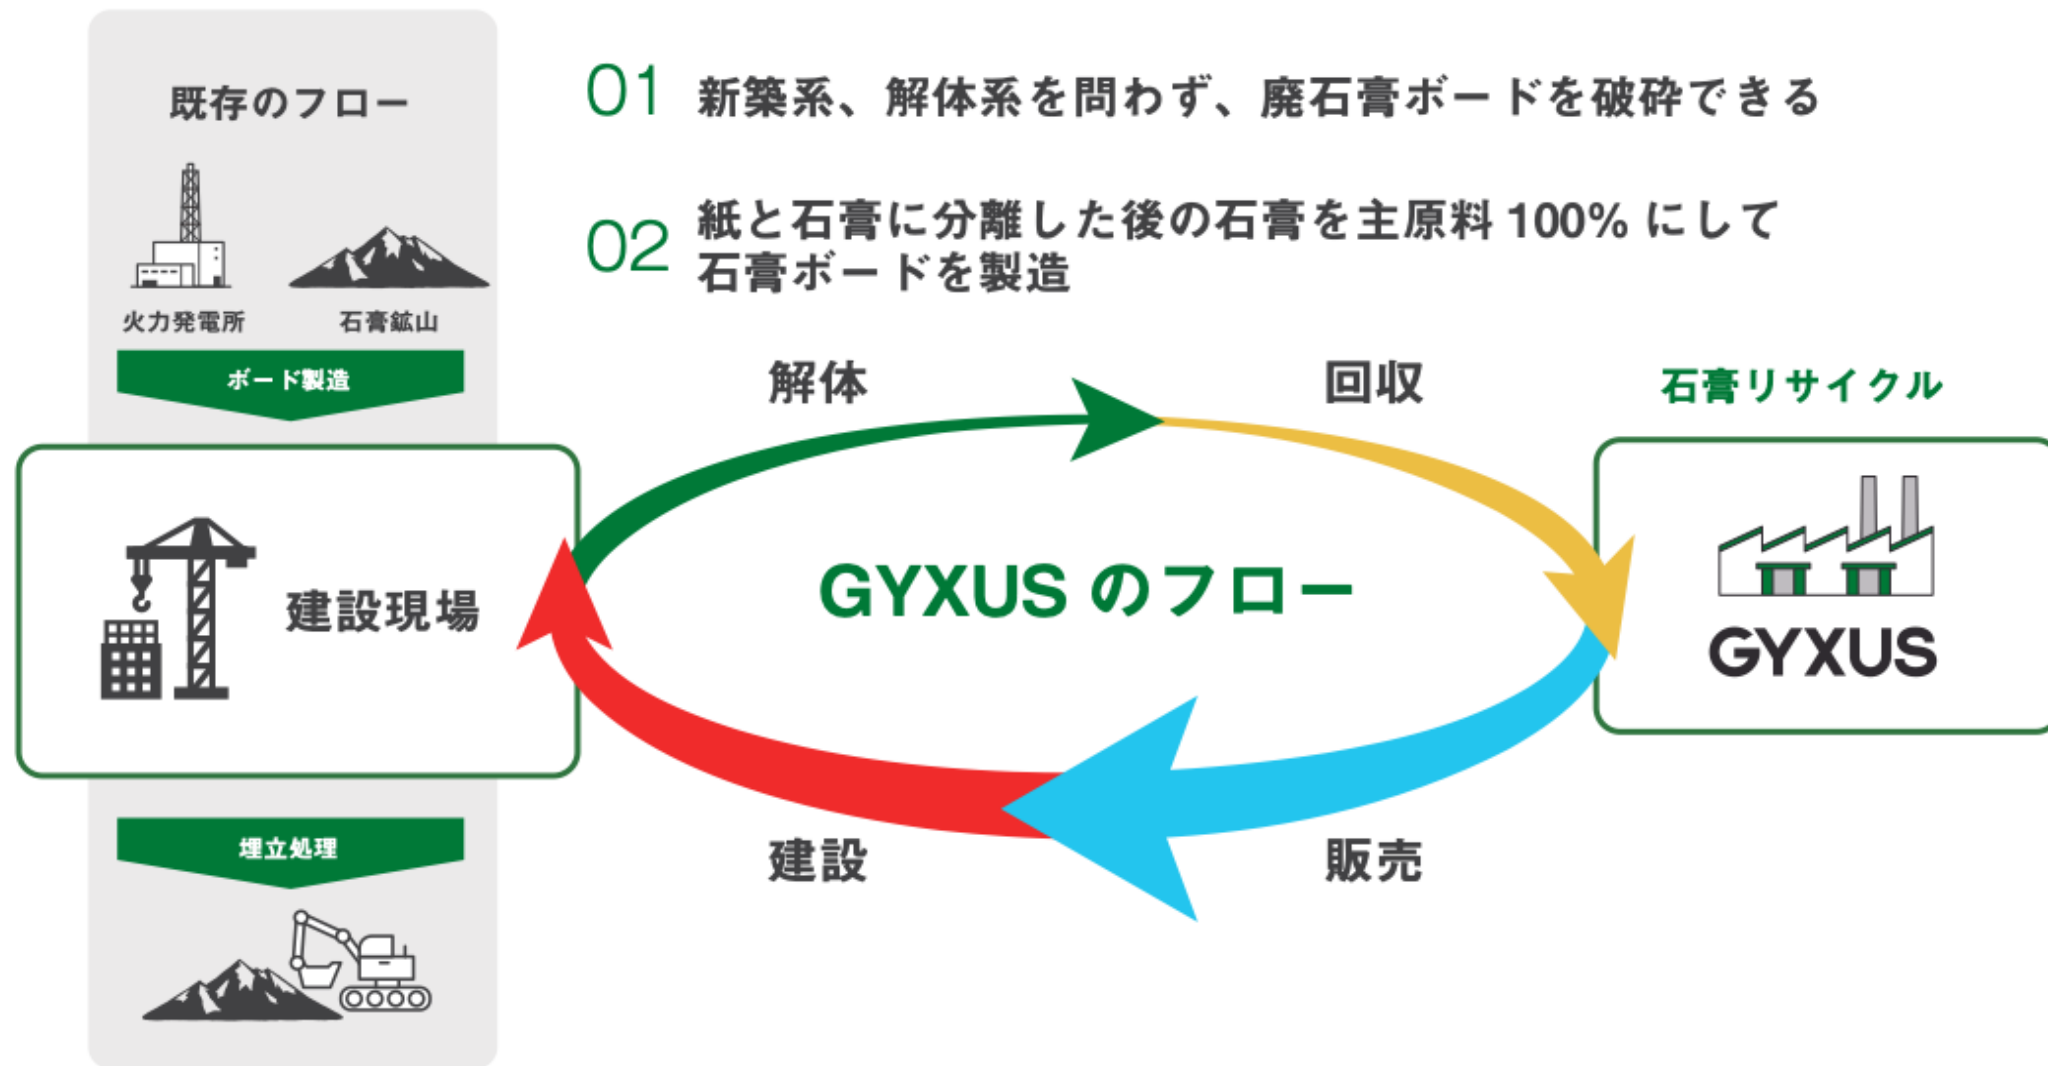 既存のフロー
火力発電所
石膏鉱山
ボード製造
建設現場
埋立処理
01 新築系、解体系を問わず、廃石膏ボードを破砕できる
02 紙と石膏に分離した後の石膏を主原料 100% にして
石膏ボードを製造
解体
回収
石膏リサイクル
GYXUS のフロー
GYXUS
建設
販売